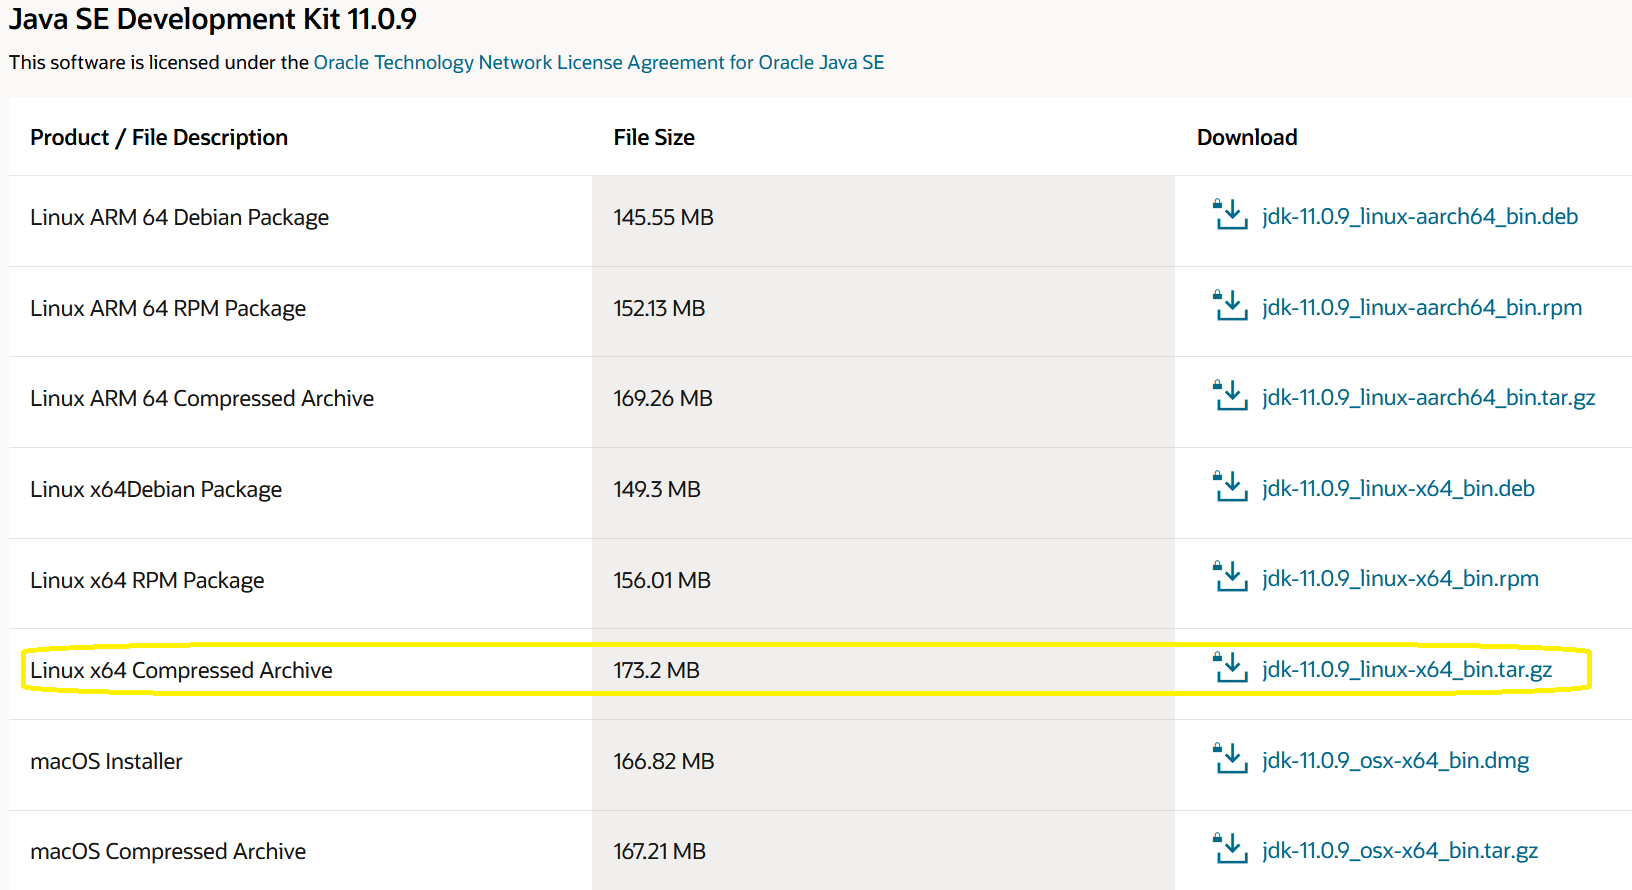 Java SE Development Kit 11.0.9
This software is licensed under the Oracle Technology Network License Agreement for Oracle Java SE
Product / File Description File Size Download
Linux ARM 64 Debian Package 145.55 MB jdk-11.0.9_linux-aarch64_bin.deb
Linux ARM 64 RPM Package 152.13 MB jdk-11.0.9_linux-aarch64_bin.rpm
Linux ARM 64 Compressed Archive 169.26 MB jdk-11.0.9_linux-aarch64_bin.tar.gz
Linux x64Debian Package 149.3 MB jdk-11.0.9_linux-x64_bin.deb
Linux x64 RPM Package 156.01 MB jdk-11.0.9_linux-x64_bin.rpm
Linux x64 Compressed Archive 173.2 MB jdk-11.0.9_linux-x64_bin.tar.gz
macOS Installer 166.82 MB jdk-11.0.9_osx-x64_bin.dmg
macOS Compressed Archive 167.21 MB jdk-11.0.9_osx-x64_bin.tar.gz